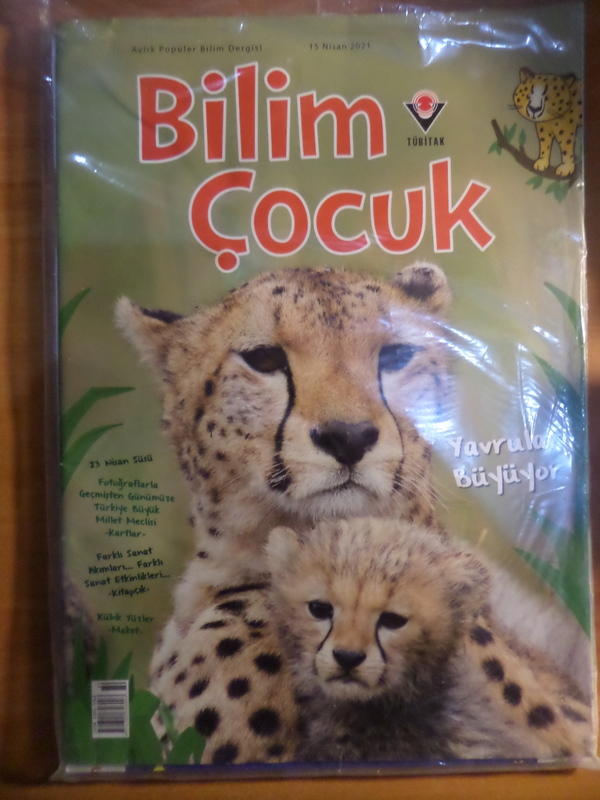 Aylık Popüler Bilim Dergisi 15 Nisan 2021
Bilim
TÜBİTAK
Çocuk
Yavrular
Büyüyor
23 Nisan Süsü
Fotoğraflarla
Geçmişten Günümüze
Türkiye Büyük
Millet Meclisi
-Kartlar-
Farklı Sanat
Akımları... Farklı
Sanat Etkinlikleri...
-Kitapçık-
Kübik Yüzler
-Maket-